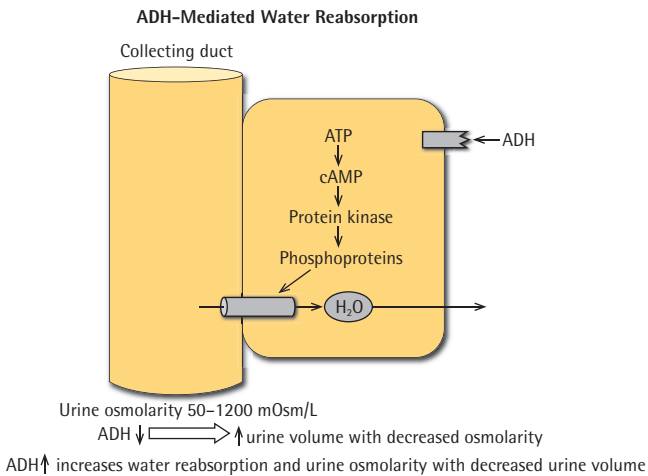 ADH-Mediated Water Reabsorption
Collecting duct
ATP
ADH
cAMP
Protein kinase
Phosphoproteins
H₂O
Urine osmolarity 50–1200 mOsm/L
ADH ↓ ⇨ ↑ urine volume with decreased osmolarity
ADH↑ increases water reabsorption and urine osmolarity with decreased urine volume